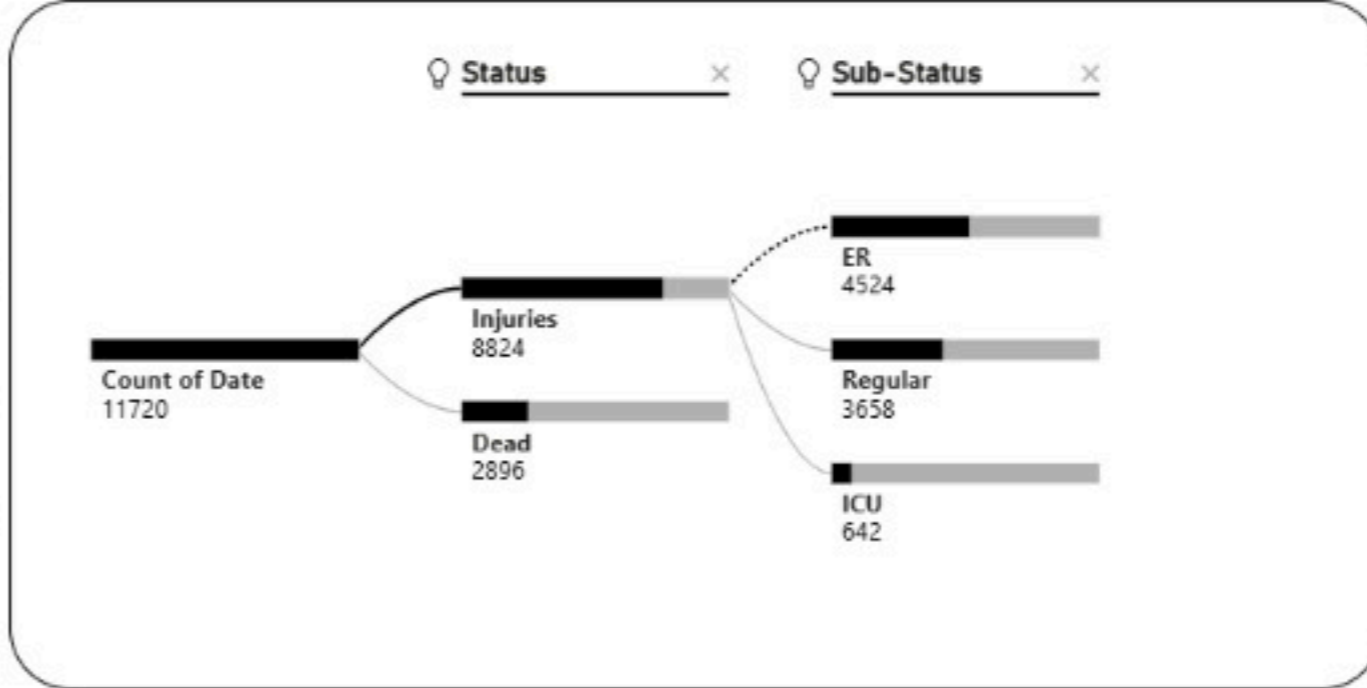 Status
Sub-Status
ER
4524
Injuries
8824
Count of Date
11720
Regular
3658
Dead
2896
ICU
642